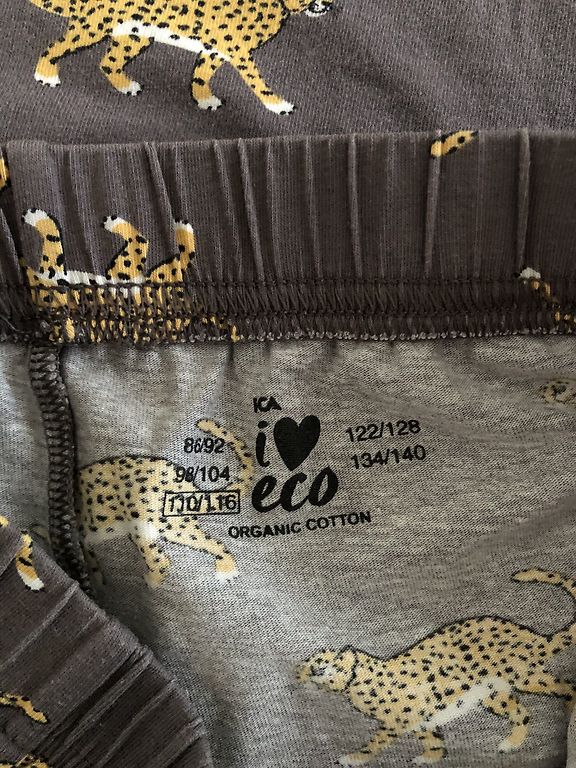 ICA
i♥
eco
ORGANIC COTTON
86/92
98/104
110/116
122/128
134/140